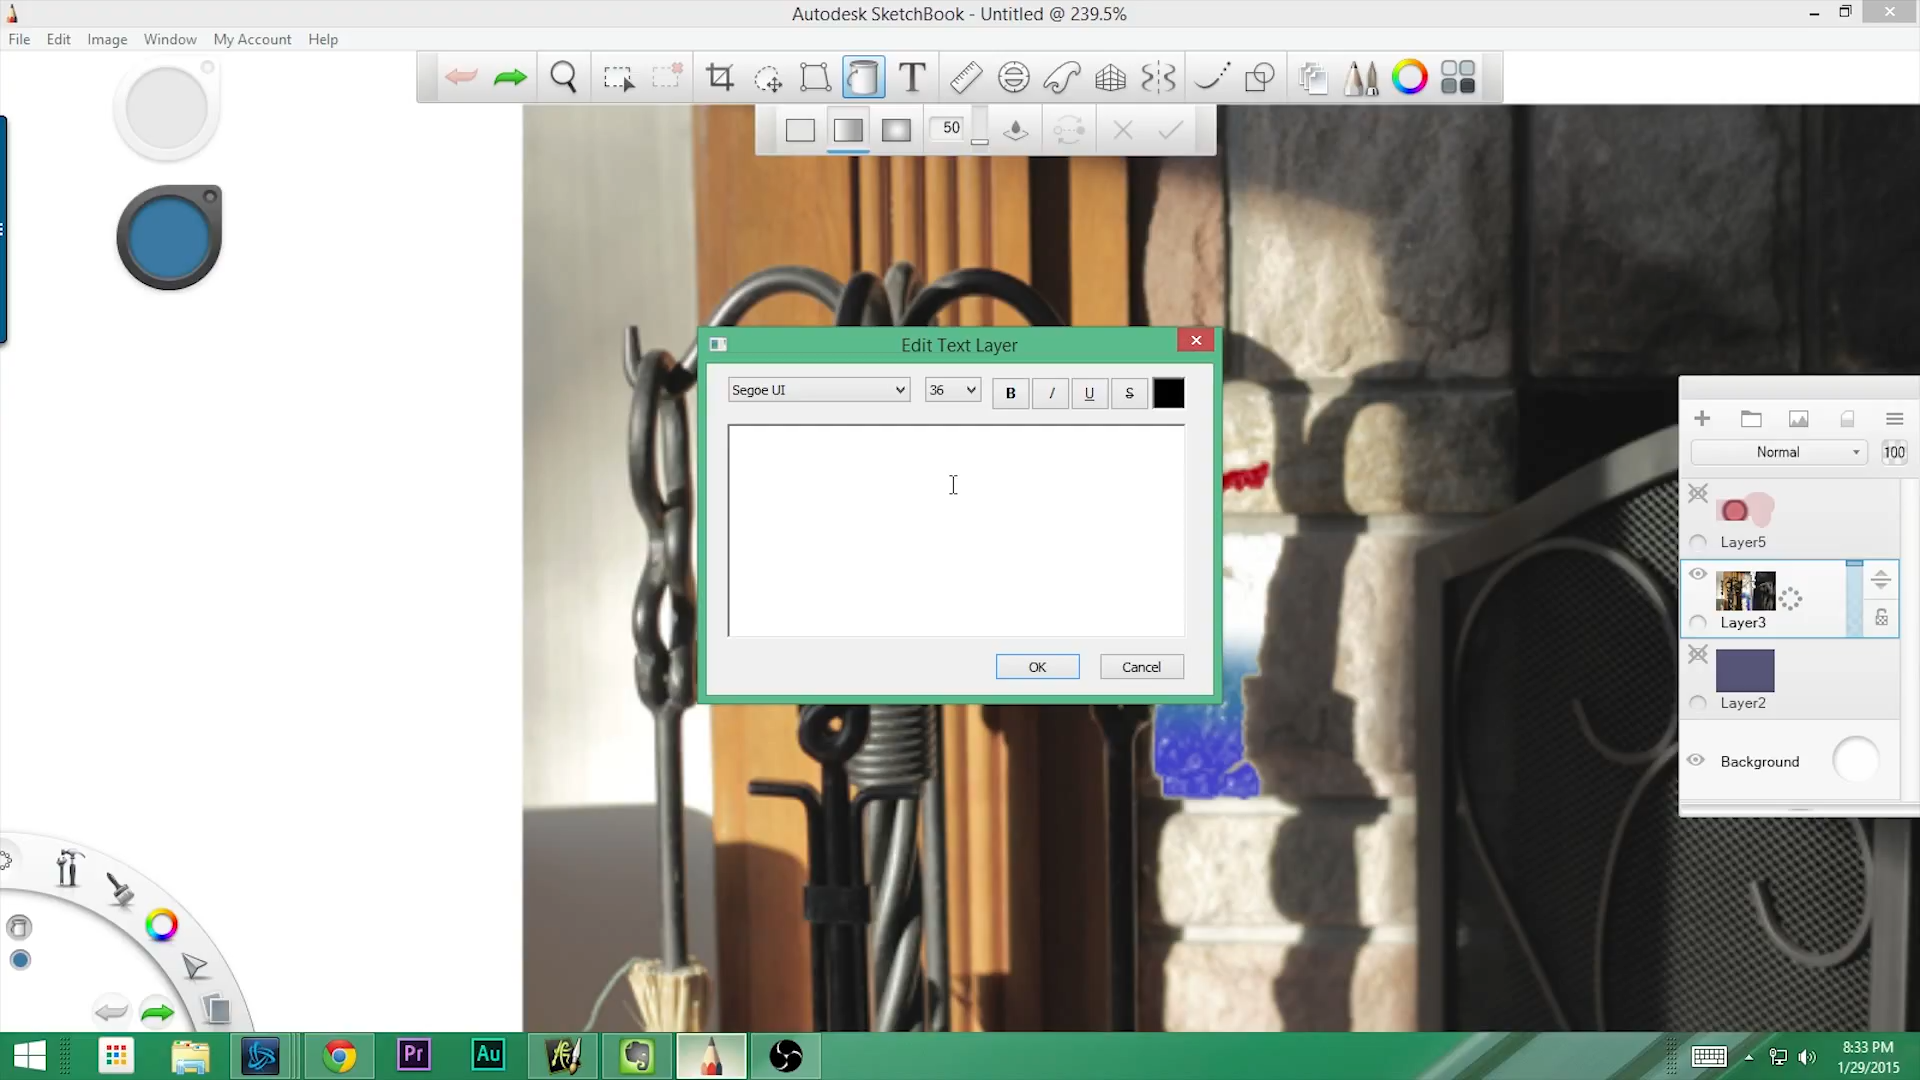 Autodesk SketchBook - Untitled @ 239.5%
File Edit Image Window My Account Help
T
50
Edit Text Layer
Segoe UI 36 B I U S
OK Cancel
Normal 100
Layer5
Layer3
Layer2
Background
Pr Au
8:33 PM
1/29/2015